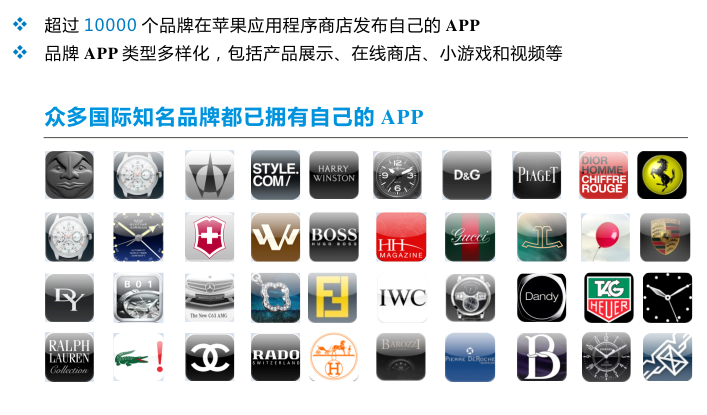 超过 10000 个品牌在苹果应用程序商店发布自己的 APP
品牌 APP 类型多样化，包括产品展示、在线商店、小游戏和视频等
众多国际知名品牌都已拥有自己的 APP
STYLE.
COM/
HARRY
WINSTON
D&G
PIAGET
DIOR
HOMME
CHIFFRE
ROUGE
BOSS
HUGO BOSS
HH
MAGAZINE
Gucci
DY
B01
The New C63 AMG
IWC
Dandy
TAG
HEUER
RALPH
LAUREN
Collection
RADO
SWITZERLAND
H
BAROZZI
PIERRE DEROCHE
B